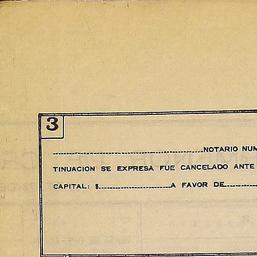 3
NOTARIO NUM
TINUACION SE EXPRESA FUE CANCELADO ANTE
CAPITAL: $ A FAVOR DE